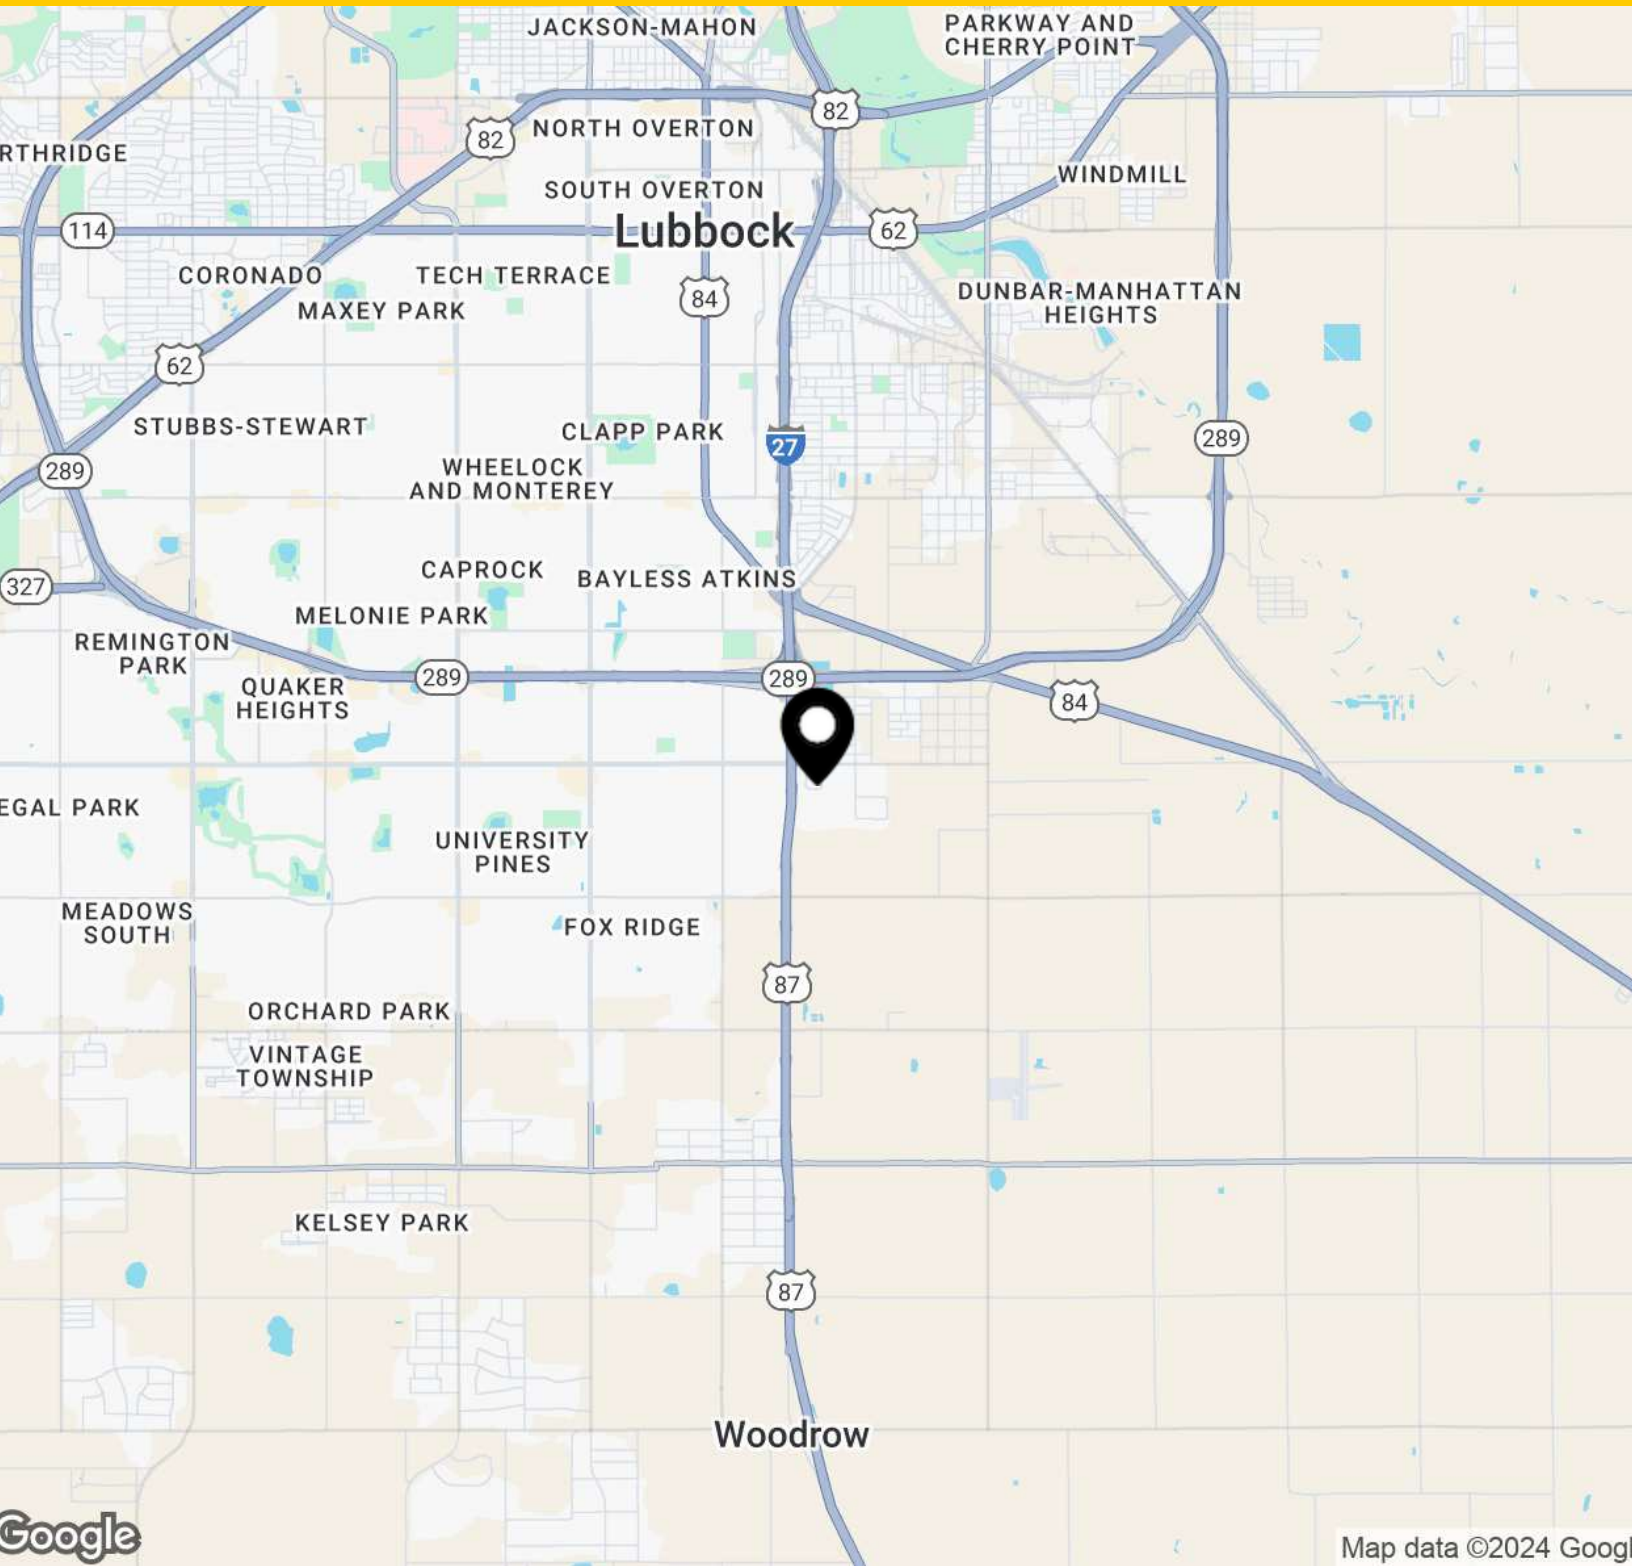 JACKSON-MAHON
PARKWAY AND
CHERRY POINT
82
82
NORTH OVERTON
RTHRIDGE
WINDMILL
SOUTH OVERTON
114
Lubbock
62
CORONADO
TECH TERRACE
MAXEY PARK
84
DUNBAR-MANHATTAN
HEIGHTS
62
STUBBS-STEWART
CLAPP PARK
27
289
289
WHEELOCK
AND MONTEREY
CAPROCK
BAYLESS ATKINS
327
MELONIE PARK
REMINGTON
PARK
289
289
QUAKER
HEIGHTS
84
EGAL PARK
UNIVERSITY
PINES
MEADOWS
SOUTH
FOX RIDGE
87
ORCHARD PARK
VINTAGE
TOWNSHIP
KELSEY PARK
87
Woodrow
Google
Map data ©2024 Googl